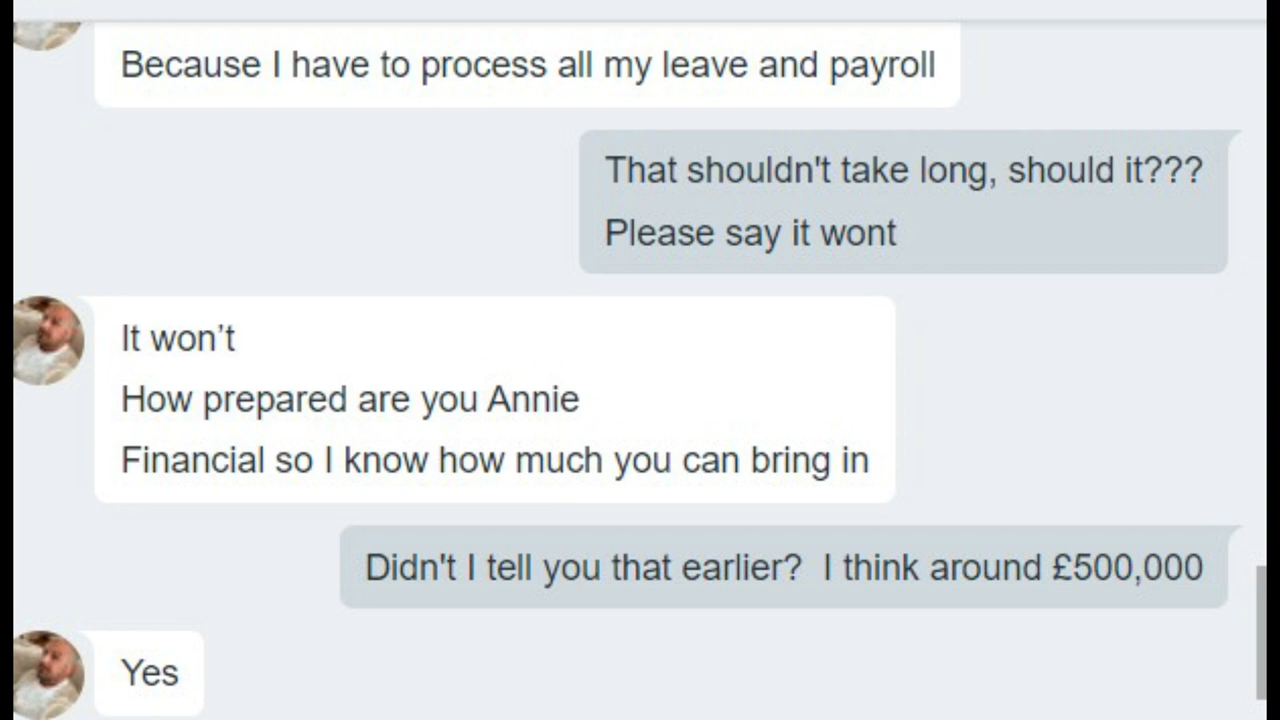 Because I have to process all my leave and payroll
That shouldn't take long, should it???
Please say it wont
It won’t
How prepared are you Annie
Financial so I know how much you can bring in
Didn't I tell you that earlier?  I think around £500,000
Yes